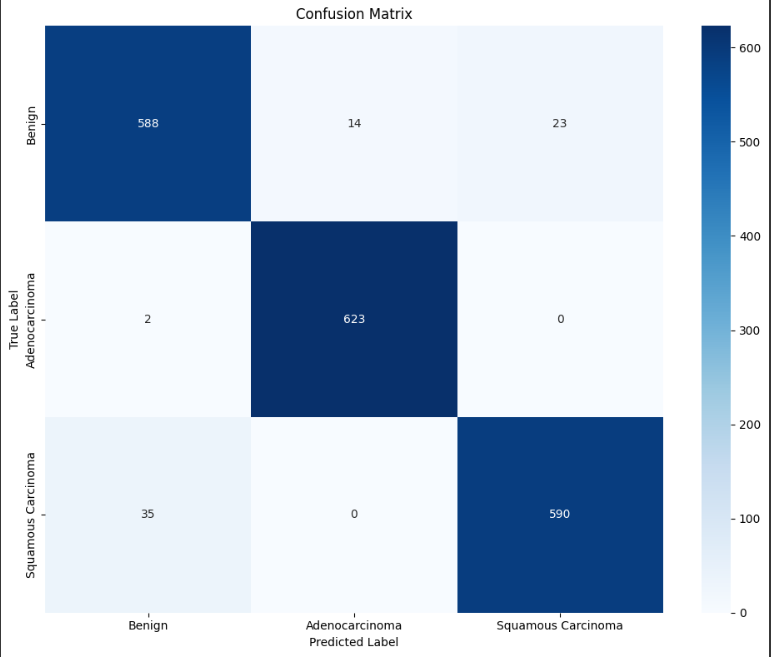 Confusion Matrix
True Label
Benign
Adenocarcinoma
Squamous Carcinoma
588 14 23
2 623 0
35 0 590
Benign Adenocarcinoma Squamous Carcinoma
Predicted Label
600
500
400
300
200
100
0